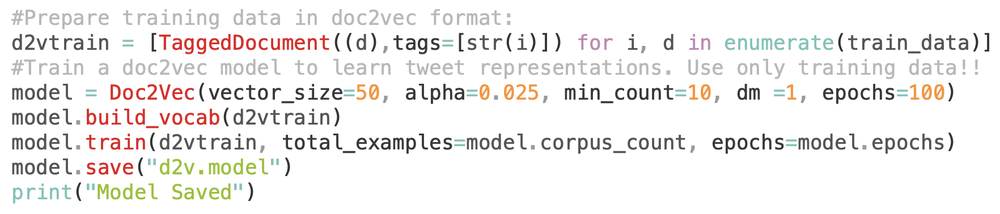 #Prepare training data in doc2vec format:
d2vtrain = [TaggedDocument((d),tags=[str(i)]) for i, d in enumerate(train_data)]
#Train a doc2vec model to learn tweet representations. Use only training data!!
model = Doc2Vec(vector_size=50, alpha=0.025, min_count=10, dm =1, epochs=100)
model.build_vocab(d2vtrain)
model.train(d2vtrain, total_examples=model.corpus_count, epochs=model.epochs)
model.save("d2v.model")
print("Model Saved")